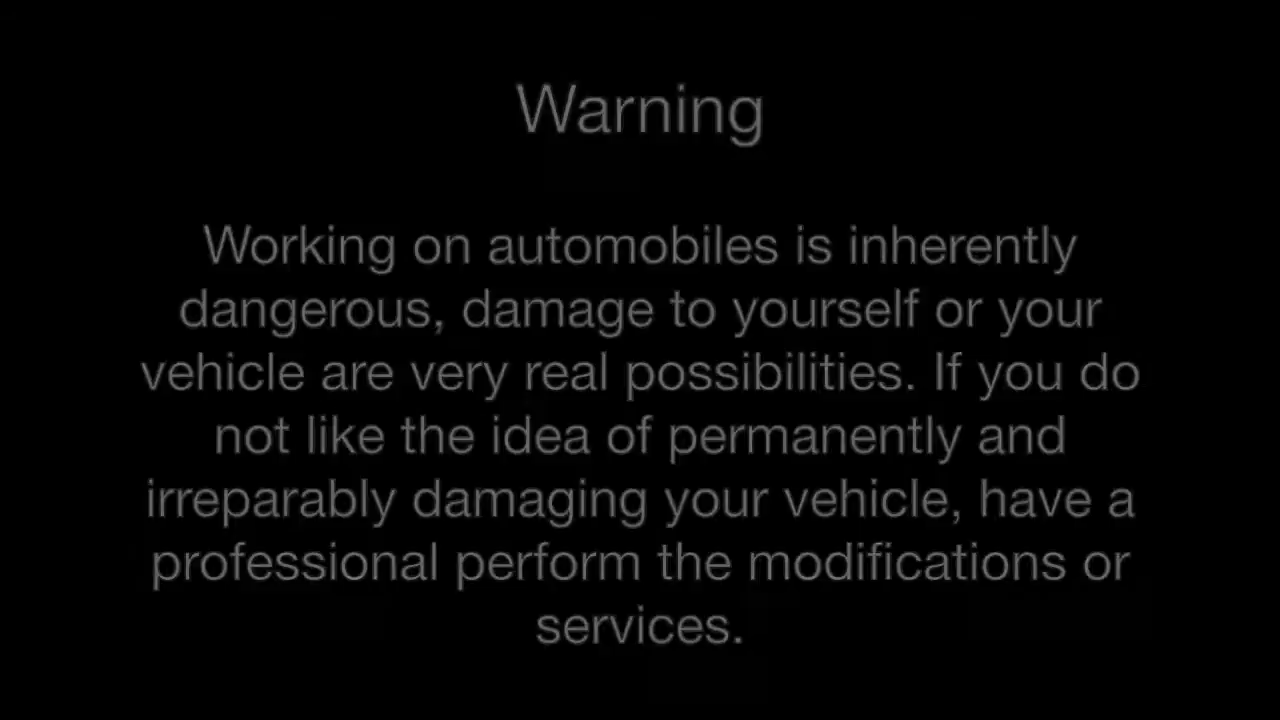 Warning
Working on automobiles is inherently
dangerous, damage to yourself or your
vehicle are very real possibilities. If you do
not like the idea of permanently and
irreparably damaging your vehicle, have a
professional perform the modifications or
services.